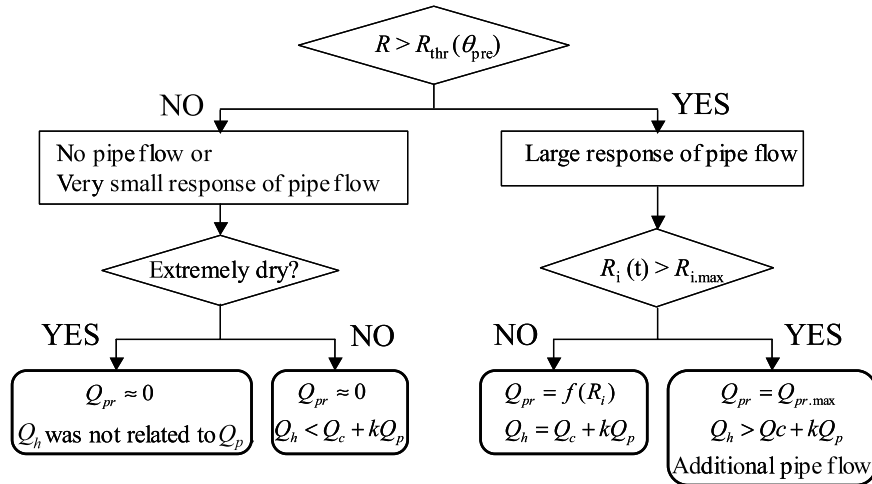 R > R_thr (θ_pre)
NO
YES
No pipe flow or
Very small response of pipe flow
Large response of pipe flow
Extremely dry?
R_i (t) > R_i.max
YES
NO
NO
YES
Q_pr ≈ 0
Q_h was not related to Q_p
Q_pr ≈ 0
Q_h < Q_c + kQ_p
Q_pr = f(R_i)
Q_h = Q_c + kQ_p
Q_pr = Q_pr.max
Q_h > Qc + kQ_p
Additional pipe flow